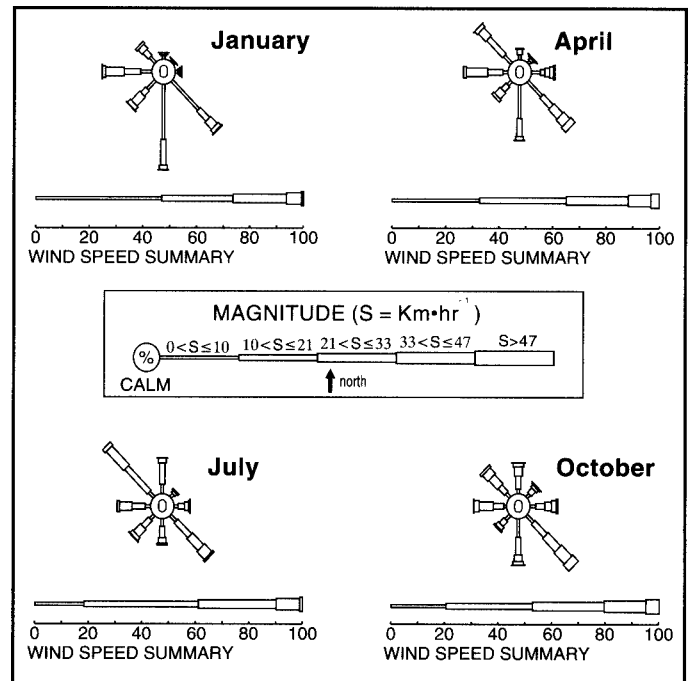 January
April
0
0
0 20 40 60 80 100
WIND SPEED SUMMARY
0 20 40 60 80 100
WIND SPEED SUMMARY
MAGNITUDE (S = Km•hr⁻¹)
% 0<S≤10 10<S≤21 21<S≤33 33<S≤47 S>47
CALM
north
July
October
0
0
0 20 40 60 80 100
WIND SPEED SUMMARY
0 20 40 60 80 100
WIND SPEED SUMMARY